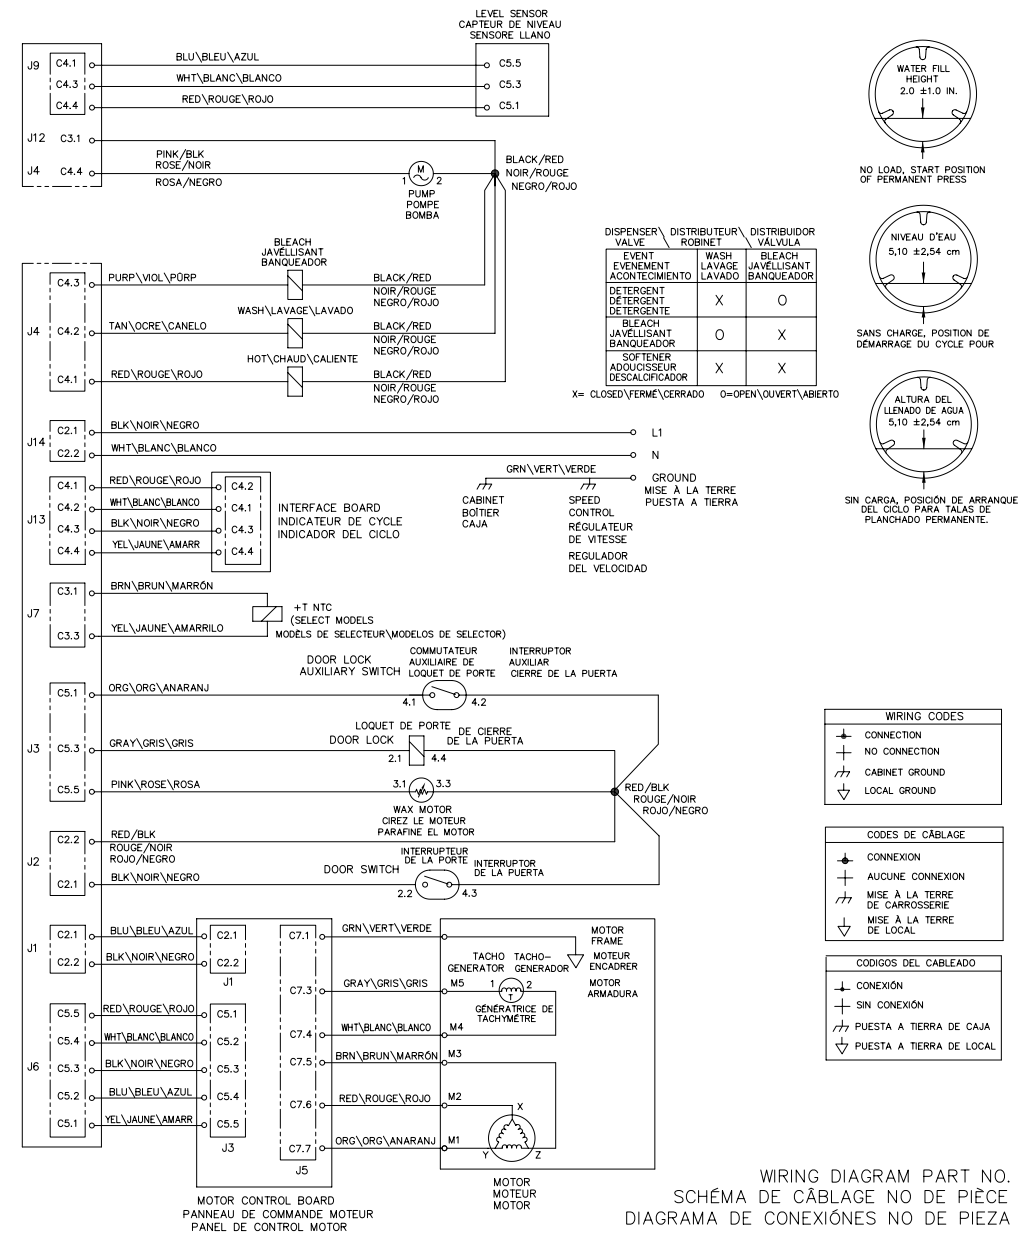 LEVEL SENSOR
CAPTEUR DE NIVEAU
SENSORE LLANO
J9
C4.1
BLU\BLEU\AZUL
C5.5
C4.3
WHT\BLANC\BLANCO
C5.3
C4.4
RED\ROUGE\ROJO
C5.1
J12 C3.1
J4 C4.4
PINK/BLK
ROSE/NOIR
ROSA/NEGRO
M
1 2
PUMP
POMPE
BOMBA
BLACK/RED
NOIR/ROUGE
NEGRO/ROJO
WATER FILL
HEIGHT
2.0 ±1.0 IN.
NO LOAD, START POSITION
OF PERMANENT PRESS
NIVEAU D'EAU
5,10 ±2,54 cm
SANS CHARGE, POSITION DE
DÉMARRAGE DU CYCLE POUR
ALTURA DEL
LLENADO DE AGUA
5,10 ±2,54 cm
SIN CARGA, POSICIÓN DE ARRANQUE
DEL CICLO PARA TALAS DE
PLANCHADO PERMANENTE.
J4
C4.3
PURP\VIOL\PÜRP
BLEACH
JAVÉLLISANT
BANQUEADOR
BLACK/RED
NOIR/ROUGE
NEGRO/ROJO
C4.2
TAN\OCRE\CANELO
WASH\LAVAGE\LAVADO
BLACK/RED
NOIR/ROUGE
NEGRO/ROJO
C4.1
RED\ROUGE\ROJO
HOT\CHAUD\CALIENTE
BLACK/RED
NOIR/ROUGE
NEGRO/ROJO
DISPENSER\ DISTRIBUTEUR\ DISTRIBUIDOR
VALVE ROBINET VÁLVULA
EVENT
EVENEMENT
ACONTECIMIENTO
WASH
LAVAGE
LAVADO
BLEACH
JAVÉLLISANT
BANQUEADOR
DETERGENT
DÉTERGENT
DETERGENTE
X O
BLEACH
JAVÉLLISANT
BANQUEADOR
O X
SOFTENER
ADOUCISSEUR
DESCALCIFICADOR
X X
X= CLOSED\FERMÉ\CERRADO O=OPEN\OUVERT\ABIERTO
J14
C2.1
BLK\NOIR\NEGRO
L1
C2.2
WHT\BLANC\BLANCO
N
GRN\VERT\VERDE
GROUND
MISE À LA TERRE
PUESTA A TIERRA
CABINET
BOÎTIER
CAJA
SPEED
CONTROL
RÉGULATEUR
DE VITESSE
REGULADOR
DEL VELOCIDAD
J13
C4.1
RED\ROUGE\ROJO
C4.2
C4.2
WHT\BLANC\BLANCO
C4.1
C4.3
BLK\NOIR\NEGRO
C4.3
C4.4
YEL\JAUNE\AMARR
C4.4
INTERFACE BOARD
INDICATEUR DE CYCLE
INDICADOR DEL CICLO
J7
C3.1
BRN\BRUN\MARRÓN
C3.3
YEL\JAUNE\AMARRILO
+T NTC
(SELECT MODELS
MODÈLS DE SELECTEUR\MODELOS DE SELECTOR)
J3
C5.1
ORG\ORG\ANARANJ
DOOR LOCK
AUXILIARY SWITCH
COMMUTATEUR
AUXILIAIRE DE
LOQUET DE PORTE
INTERRUPTOR
AUXILIAR
CIERRE DE LA PUERTA
4.1 4.2
C5.3
GRAY\GRIS\GRIS
LOQUET DE PORTE
DOOR LOCK
DE CIERRE
DE LA PUERTA
2.1 4.4
C5.5
PINK\ROSE\ROSA
3.1 3.3
WAX MOTOR
CIREZ LE MOTEUR
PARAFINE EL MOTOR
RED/BLK
ROUGE/NOIR
ROJO/NEGRO
J2
C2.2
RED/BLK
ROUGE/NOIR
ROJO/NEGRO
C2.1
BLK\NOIR\NEGRO
DOOR SWITCH
INTERRUPTEUR
DE LA PORTE
INTERRUPTOR
DE LA PUERTA
2.2 4.3
WIRING CODES
CONNECTION
NO CONNECTION
CABINET GROUND
LOCAL GROUND
CODES DE CÂBLAGE
CONNEXION
AUCUNE CONNEXION
MISE À LA TERRE
DE CARROSSERIE
MISE À LA TERRE
DE LOCAL
CODIGOS DEL CABLEADO
CONEXIÓN
SIN CONEXIÓN
PUESTA A TIERRA DE CAJA
PUESTA A TIERRA DE LOCAL
J1
C2.1
BLU\BLEU\AZUL
C2.1
C2.2
BLK\NOIR\NEGRO
C2.2
J1
J6
C5.5
RED\ROUGE\ROJO
C5.1
C5.4
WHT\BLANC\BLANCO
C5.2
C5.3
BLK\NOIR\NEGRO
C5.3
C5.2
BLU\BLEU\AZUL
C5.4
C5.1
YEL\JAUNE\AMARR
C5.5
J3
C7.1
GRN\VERT\VERDE
MOTOR
FRAME
MOTEUR
ENCADRER
MOTOR
ARMADURA
C7.3
GRAY\GRIS\GRIS
M5
TACHO
GENERATOR
TACHO-
GENERADOR
1 2
T
GÉNÉRATRICE DE
TACHYMÈTRE
C7.4
WHT\BLANC\BLANCO
M4
C7.5
BRN\BRUN\MARRÓN
M3
C7.6
RED\ROUGE\ROJO
M2
X
C7.7
ORG\ORG\ANARANJ
M1
Y Z
J5
MOTOR CONTROL BOARD
PANNEAU DE COMMANDE MOTEUR
PANEL DE CONTROL MOTOR
MOTOR
MOTEUR
MOTOR
WIRING DIAGRAM PART NO.
SCHÉMA DE CÂBLAGE NO DE PIÈCE
DIAGRAMA DE CONEXIÓNES NO DE PIEZA